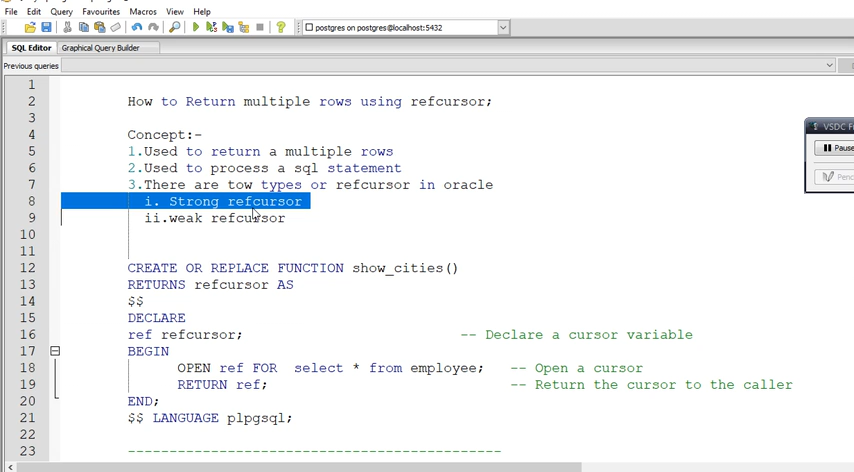 File Edit Query Favourites Macros View Help
postgres on postgres@localhost:5432
SQL Editor Graphical Query Builder
Previous queries
VSDC F
Pause
Penc
1
2 How to Return multiple rows using refcursor;
3
4 Concept:-
5 1.Used to return a multiple rows
6 2.Used to process a sql statement
7 3.There are tow types or refcursor in oracle
8 i. Strong refcursor
9 ii.weak refcursor
10
11
12 CREATE OR REPLACE FUNCTION show_cities()
13 RETURNS refcursor AS
14 $$
15 DECLARE
16 ref refcursor; -- Declare a cursor variable
17 BEGIN
18 OPEN ref FOR select * from employee; -- Open a cursor
19 RETURN ref; -- Return the cursor to the caller
20 END;
21 $$ LANGUAGE plpgsql;
22
23 ---------------------------------------------